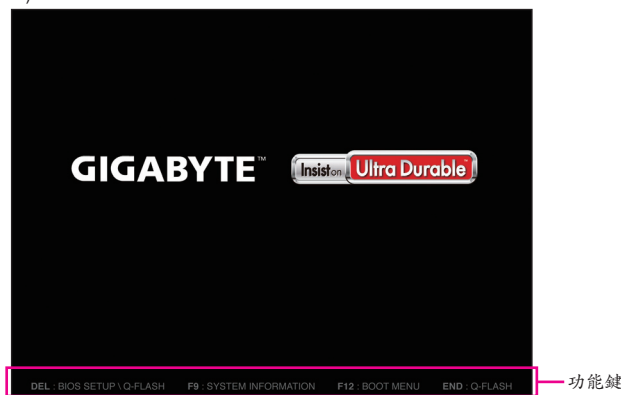 GIGABYTE™
Insist on Ultra Durable™
DEL : BIOS SETUP \ Q-FLASH F9 : SYSTEM INFORMATION F12 : BOOT MENU END : Q-FLASH
功能鍵